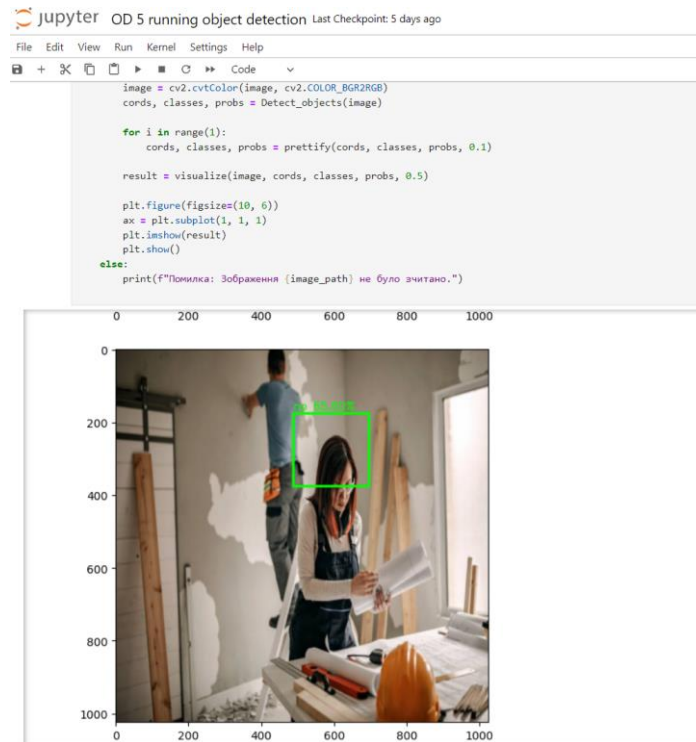 jupyter OD 5 running object detection Last Checkpoint: 5 days ago
File Edit View Run Kernel Settings Help
Code
image = cv2.cvtColor(image, cv2.COLOR_BGR2RGB)
cords, classes, probs = Detect_objects(image)
for i in range(1):
cords, classes, probs = prettify(cords, classes, probs, 0.1)
result = visualize(image, cords, classes, probs, 0.5)
plt.figure(figsize=(10, 6))
ax = plt.subplot(1, 1, 1)
plt.imshow(result)
plt.show()
else:
print(f"Помилка: Зображення {image_path} не було зчитано.")
0 200 400 600 800 1000
0
200
400
600
800
1000
0 200 400 600 800 1000